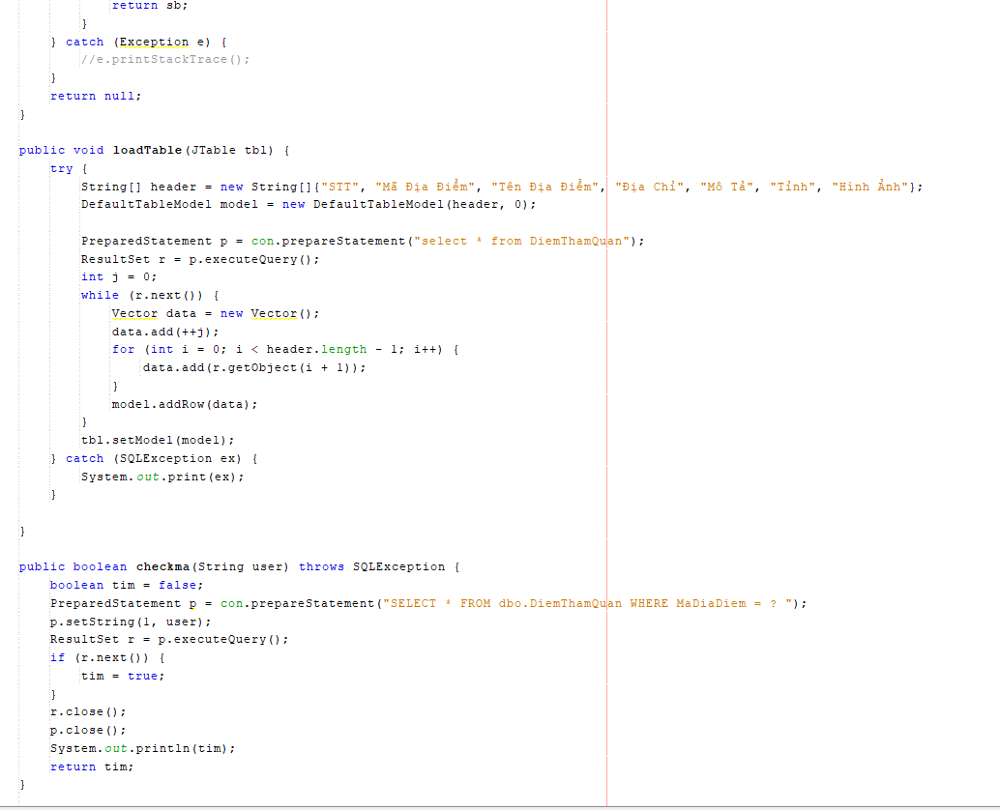 return sb;
}
} catch (Exception e) {
//e.printStackTrace();
}
return null;
}
public void loadTable(JTable tbl) {
try {
String[] header = new String[]{"STT", "Mã Địa Điểm", "Tên Địa Điểm", "Địa Chỉ", "Mô Tả", "Tỉnh", "Hình Ảnh"};
DefaultTableModel model = new DefaultTableModel(header, 0);
PreparedStatement p = con.prepareStatement("select * from DiemThamQuan");
ResultSet r = p.executeQuery();
int j = 0;
while (r.next()) {
Vector data = new Vector();
data.add(++j);
for (int i = 0; i < header.length - 1; i++) {
data.add(r.getObject(i + 1));
}
model.addRow(data);
}
tbl.setModel(model);
} catch (SQLException ex) {
System.out.print(ex);
}
}
public boolean checkma(String user) throws SQLException {
boolean tim = false;
PreparedStatement p = con.prepareStatement("SELECT * FROM dbo.DiemThamQuan WHERE MaDiaDiem = ? ");
p.setString(1, user);
ResultSet r = p.executeQuery();
if (r.next()) {
tim = true;
}
r.close();
p.close();
System.out.println(tim);
return tim;
}